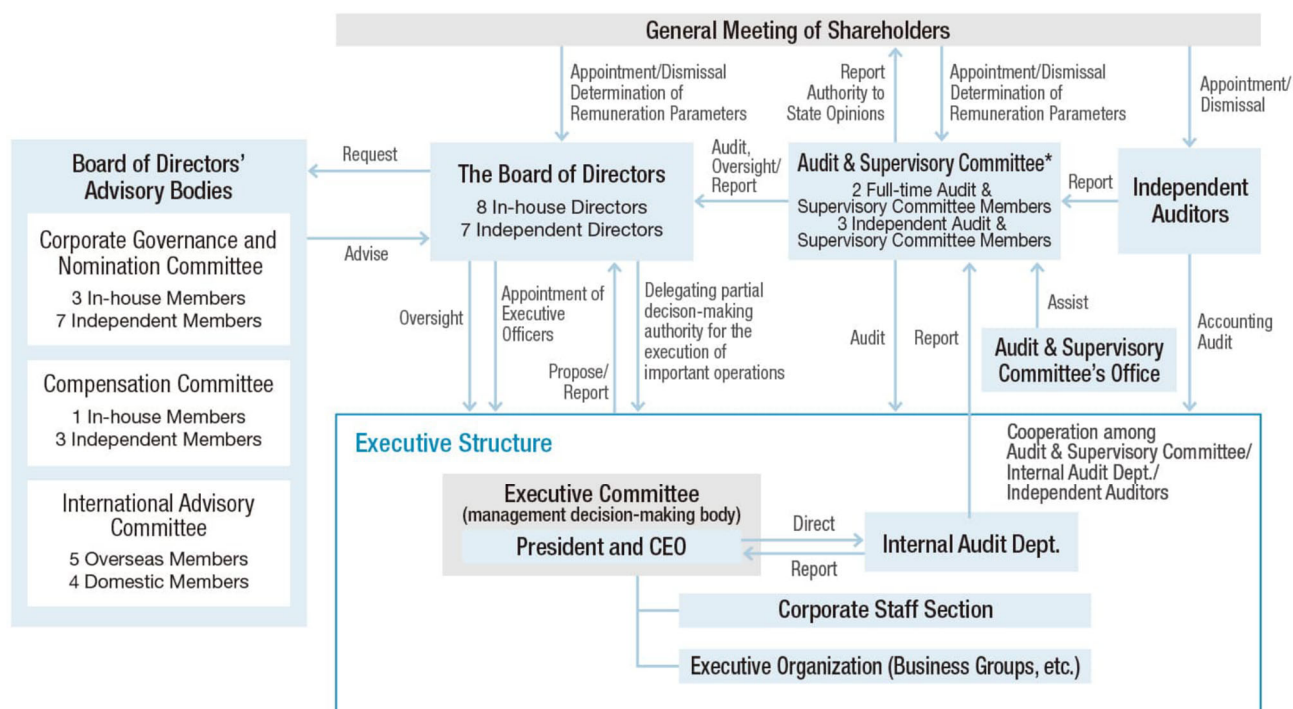 General Meeting of Shareholders
Appointment/Dismissal
Determination of
Remuneration Parameters
Report
Authority to
State Opinions
Appointment/Dismissal
Determination of
Remuneration Parameters
Appointment/
Dismissal
Board of Directors'
Advisory Bodies
Corporate Governance and
Nomination Committee
3 In-house Members
7 Independent Members
Compensation Committee
1 In-house Members
3 Independent Members
International Advisory
Committee
5 Overseas Members
4 Domestic Members
Request
Advise
The Board of Directors
8 In-house Directors
7 Independent Directors
Audit,
Oversight/
Report
Audit & Supervisory Committee*
2 Full-time Audit &
Supervisory Committee Members
3 Independent Audit &
Supervisory Committee Members
Report
Independent
Auditors
Oversight
Appointment of
Executive
Officers
Propose/
Report
Delegating partial
decison-making
authority for the
execution of
important operations
Audit
Report
Assist
Audit & Supervisory
Committee's Office
Accounting
Audit
Executive Structure
Cooperation among
Audit & Supervisory Committee/
Internal Audit Dept./
Independent Auditors
Executive Committee
(management decision-making body)
President and CEO
Direct
Report
Internal Audit Dept.
Corporate Staff Section
Executive Organization (Business Groups, etc.)